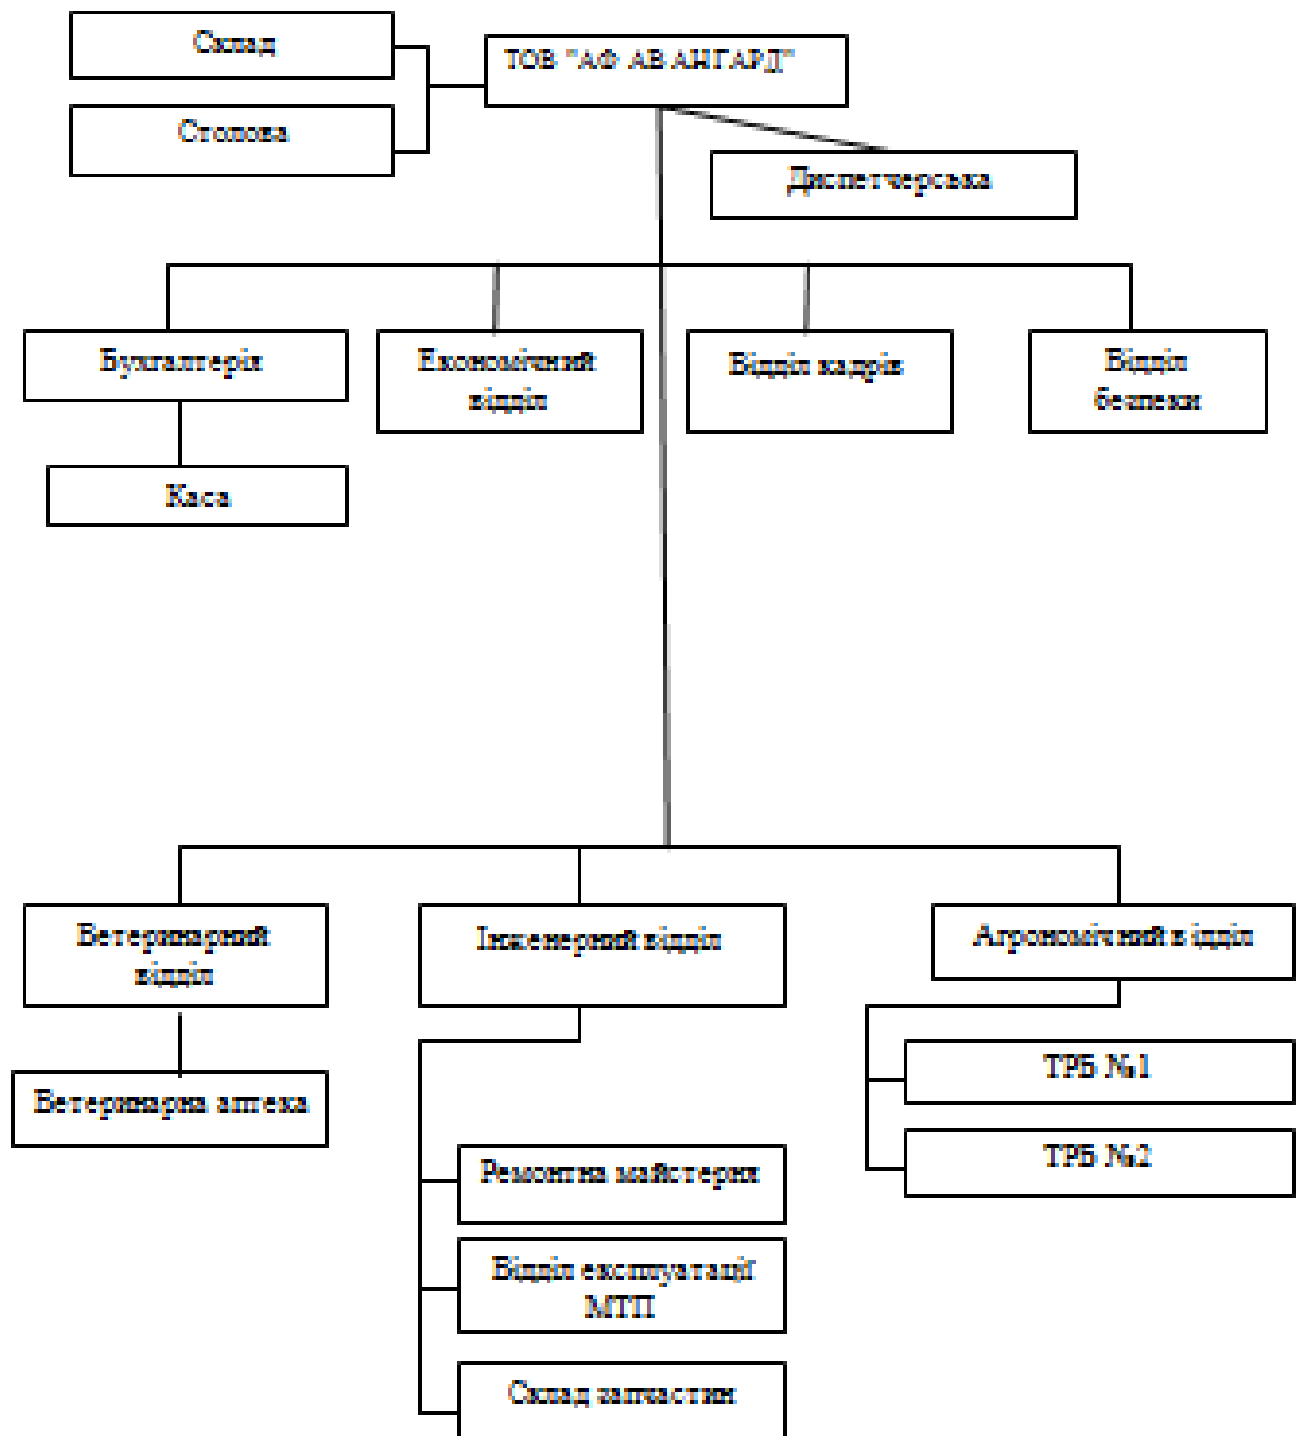 Склад
ТОВ "АФ АВАНГАРД"
Столова
Диспетчерська
Бухгалтерія
Економічний
відділ
Відділ кадрів
Відділ
безпеки
Каса
Ветеринарний
відділ
Інженерний відділ
Агрономічний відділ
Ветеринарна аптека
ТРБ №1
ТРБ №2
Ремонтна майстерня
Відділ експлуатації
МТП
Склад запчастин